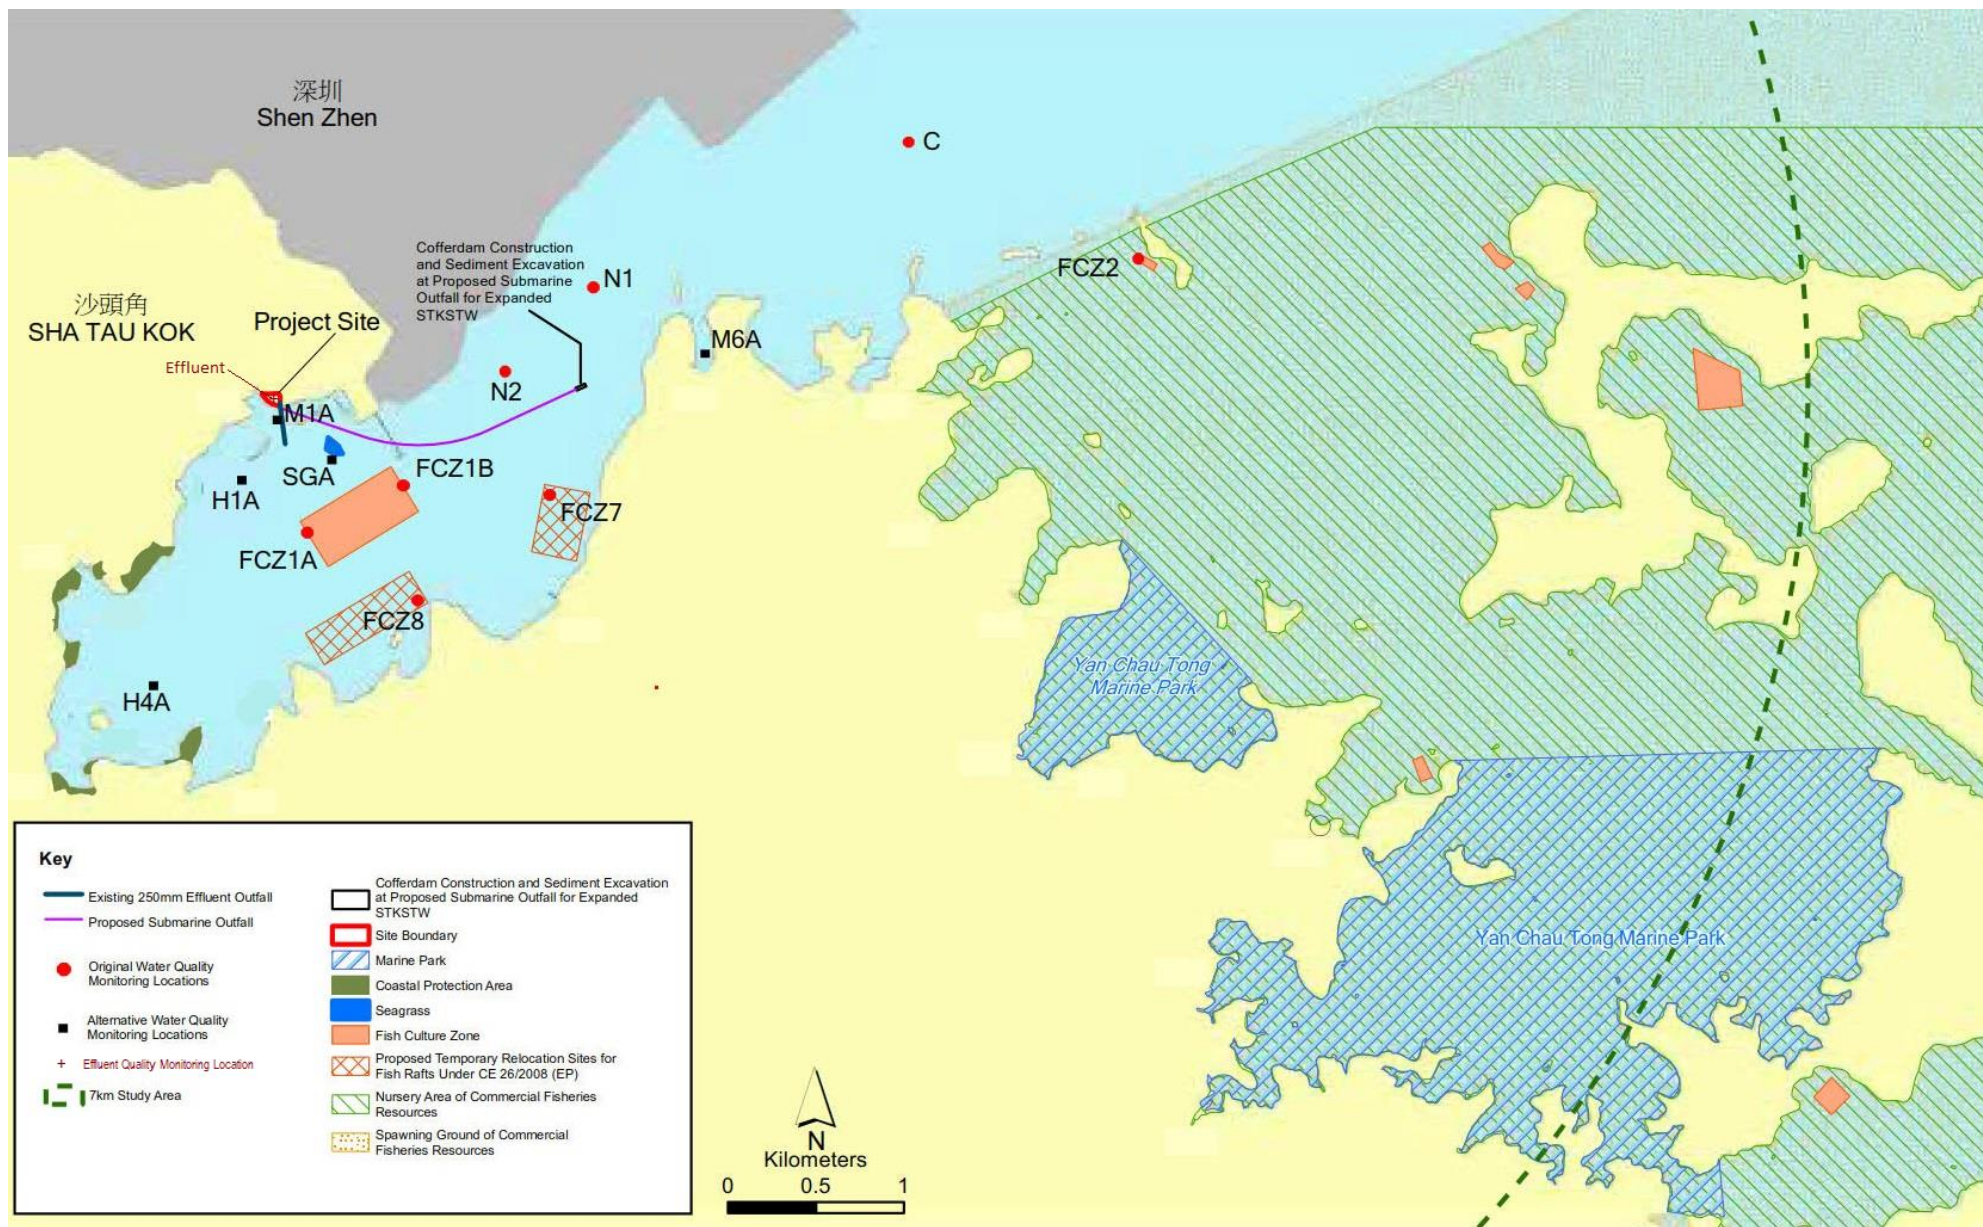 深圳
Shen Zhen
C
Cofferdam Construction
and Sediment Excavation
at Proposed Submarine
Outfall for Expanded
STKSTW
FCZ2
N1
沙頭角
SHA TAU KOK
Project Site
M6A
Effluent
N2
M1A
FCZ1B
SGA
H1A
FCZ7
FCZ1A
FCZ8
Yan Chau Tong
Marine Park
H4A
Key
Existing 250mm Effluent Outfall
Proposed Submarine Outfall
Original Water Quality
Monitoring Locations
Alternative Water Quality
Monitoring Locations
Effluent Quality Monitoring Location
7km Study Area
Cofferdam Construction and Sediment Excavation
at Proposed Submarine Outfall for Expanded
STKSTW
Site Boundary
Marine Park
Coastal Protection Area
Seagrass
Fish Culture Zone
Proposed Temporary Relocation Sites for
Fish Rafts Under CE 26/2008 (EP)
Nursery Area of Commercial Fisheries
Resources
Spawning Ground of Commercial
Fisheries Resources
Yan Chau Tong Marine Park
N
Kilometers
0 0.5 1